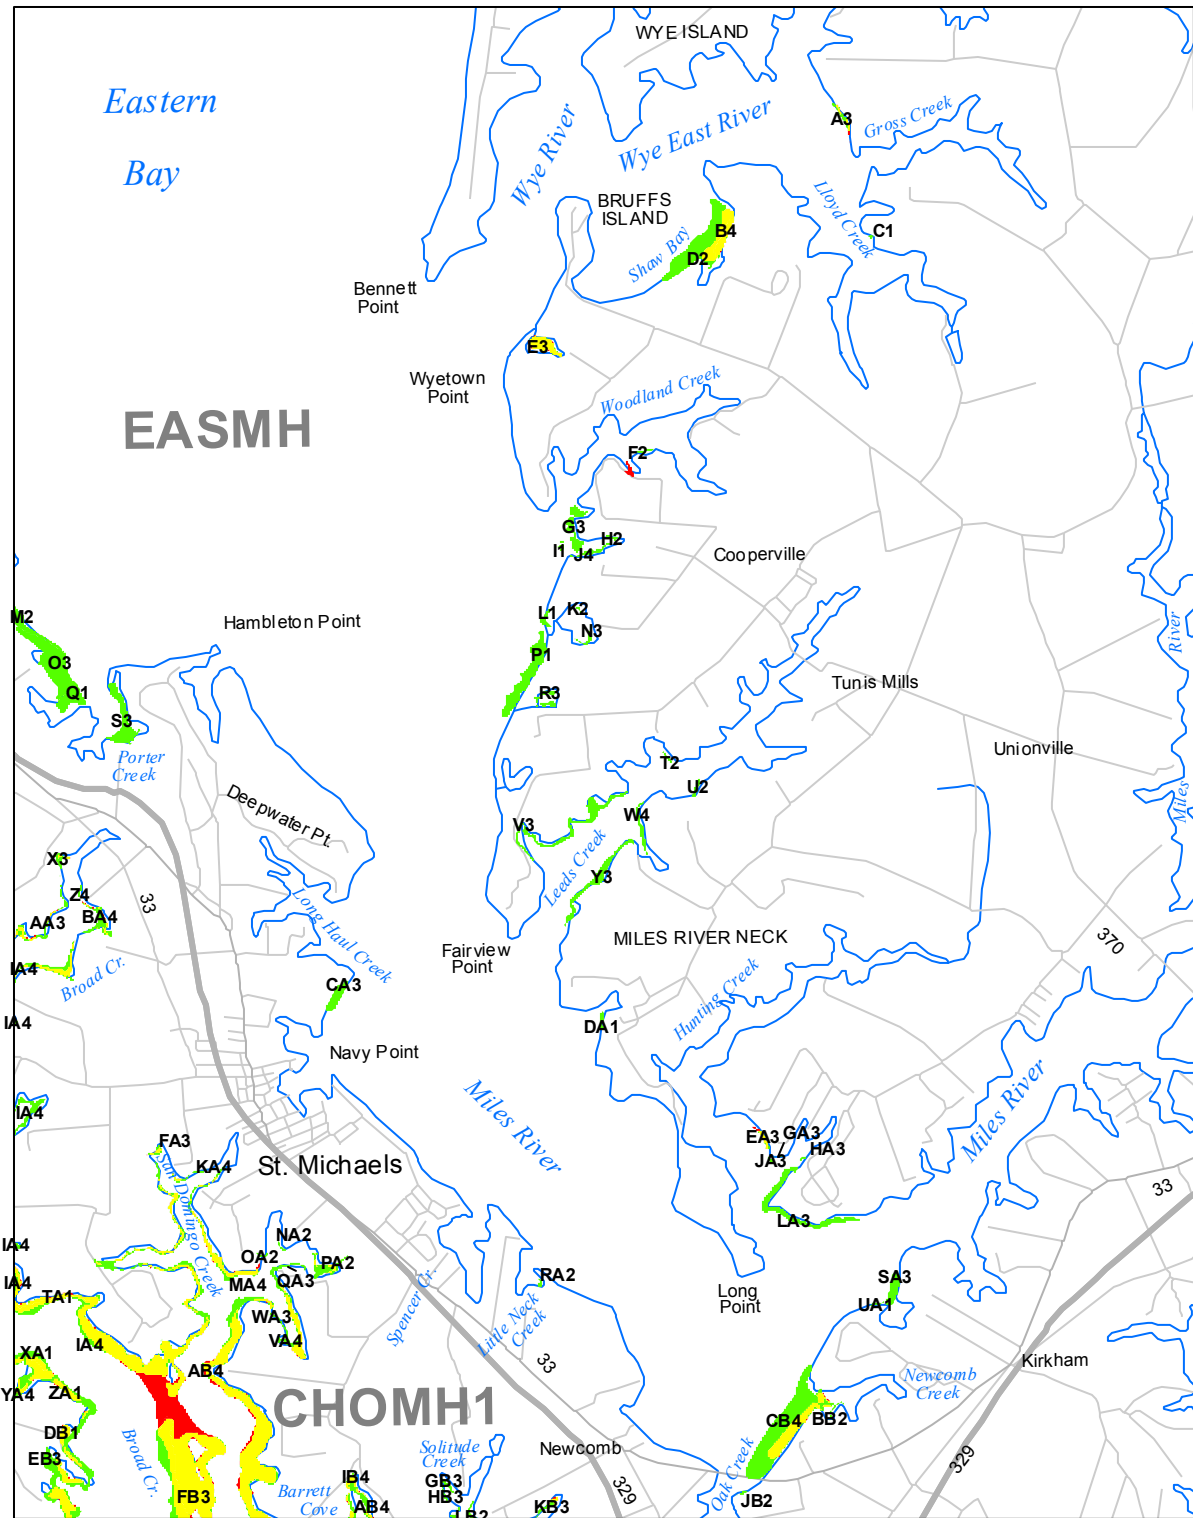 WYE ISLAND
Eastern
Bay
Wye River
Wye East River
A3
Gross Creek
BRUFFS
ISLAND
Lloyd Creek
C1
B4
Shaw Bay
D2
Bennett
Point
E3
Wyetown
Point
Woodland Creek
EASMH
F2
G3
H2
I1
J4
Cooperville
M2
Hambleton Point
L1
K2
N3
River
O3
P1
Q1
R3
Tunis Mills
S3
Porter
Creek
Unionville
T2
U2
Miles
Deepwater Pt.
V3
W4
X3
Leeds Creek
Y3
Z4
33
BA4
AA3
Long Haul Creek
MILES RIVER NECK
370
Fairview
Point
IA4
Broad Cr.
CA3
Hunting Creek
IA4
DA1
Navy Point
Miles River
Miles River
IA4
FA3
EA3
GA3
HA3
JA3
KA4
St. Michaels
San Domingo Creek
33
LA3
NA2
IA4
OA2
PA2
IA4
MA4
QA3
RA2
SA3
Long
Point
TA1
UA1
WA3
Spencer Cr.
Little Neck
Creek
VA4
IA4
XA1
33
Kirkham
AB4
Newcomb
Creek
YA4
ZA1
CHOMH1
CB4
BB2
DB1
Broad Cr.
Solitude
Creek
Newcomb
EB3
329
IB4
GB3
329
Oak Creek
FB3
Barrett
Cove
HB3
JB2
AB4
KB3
LB2